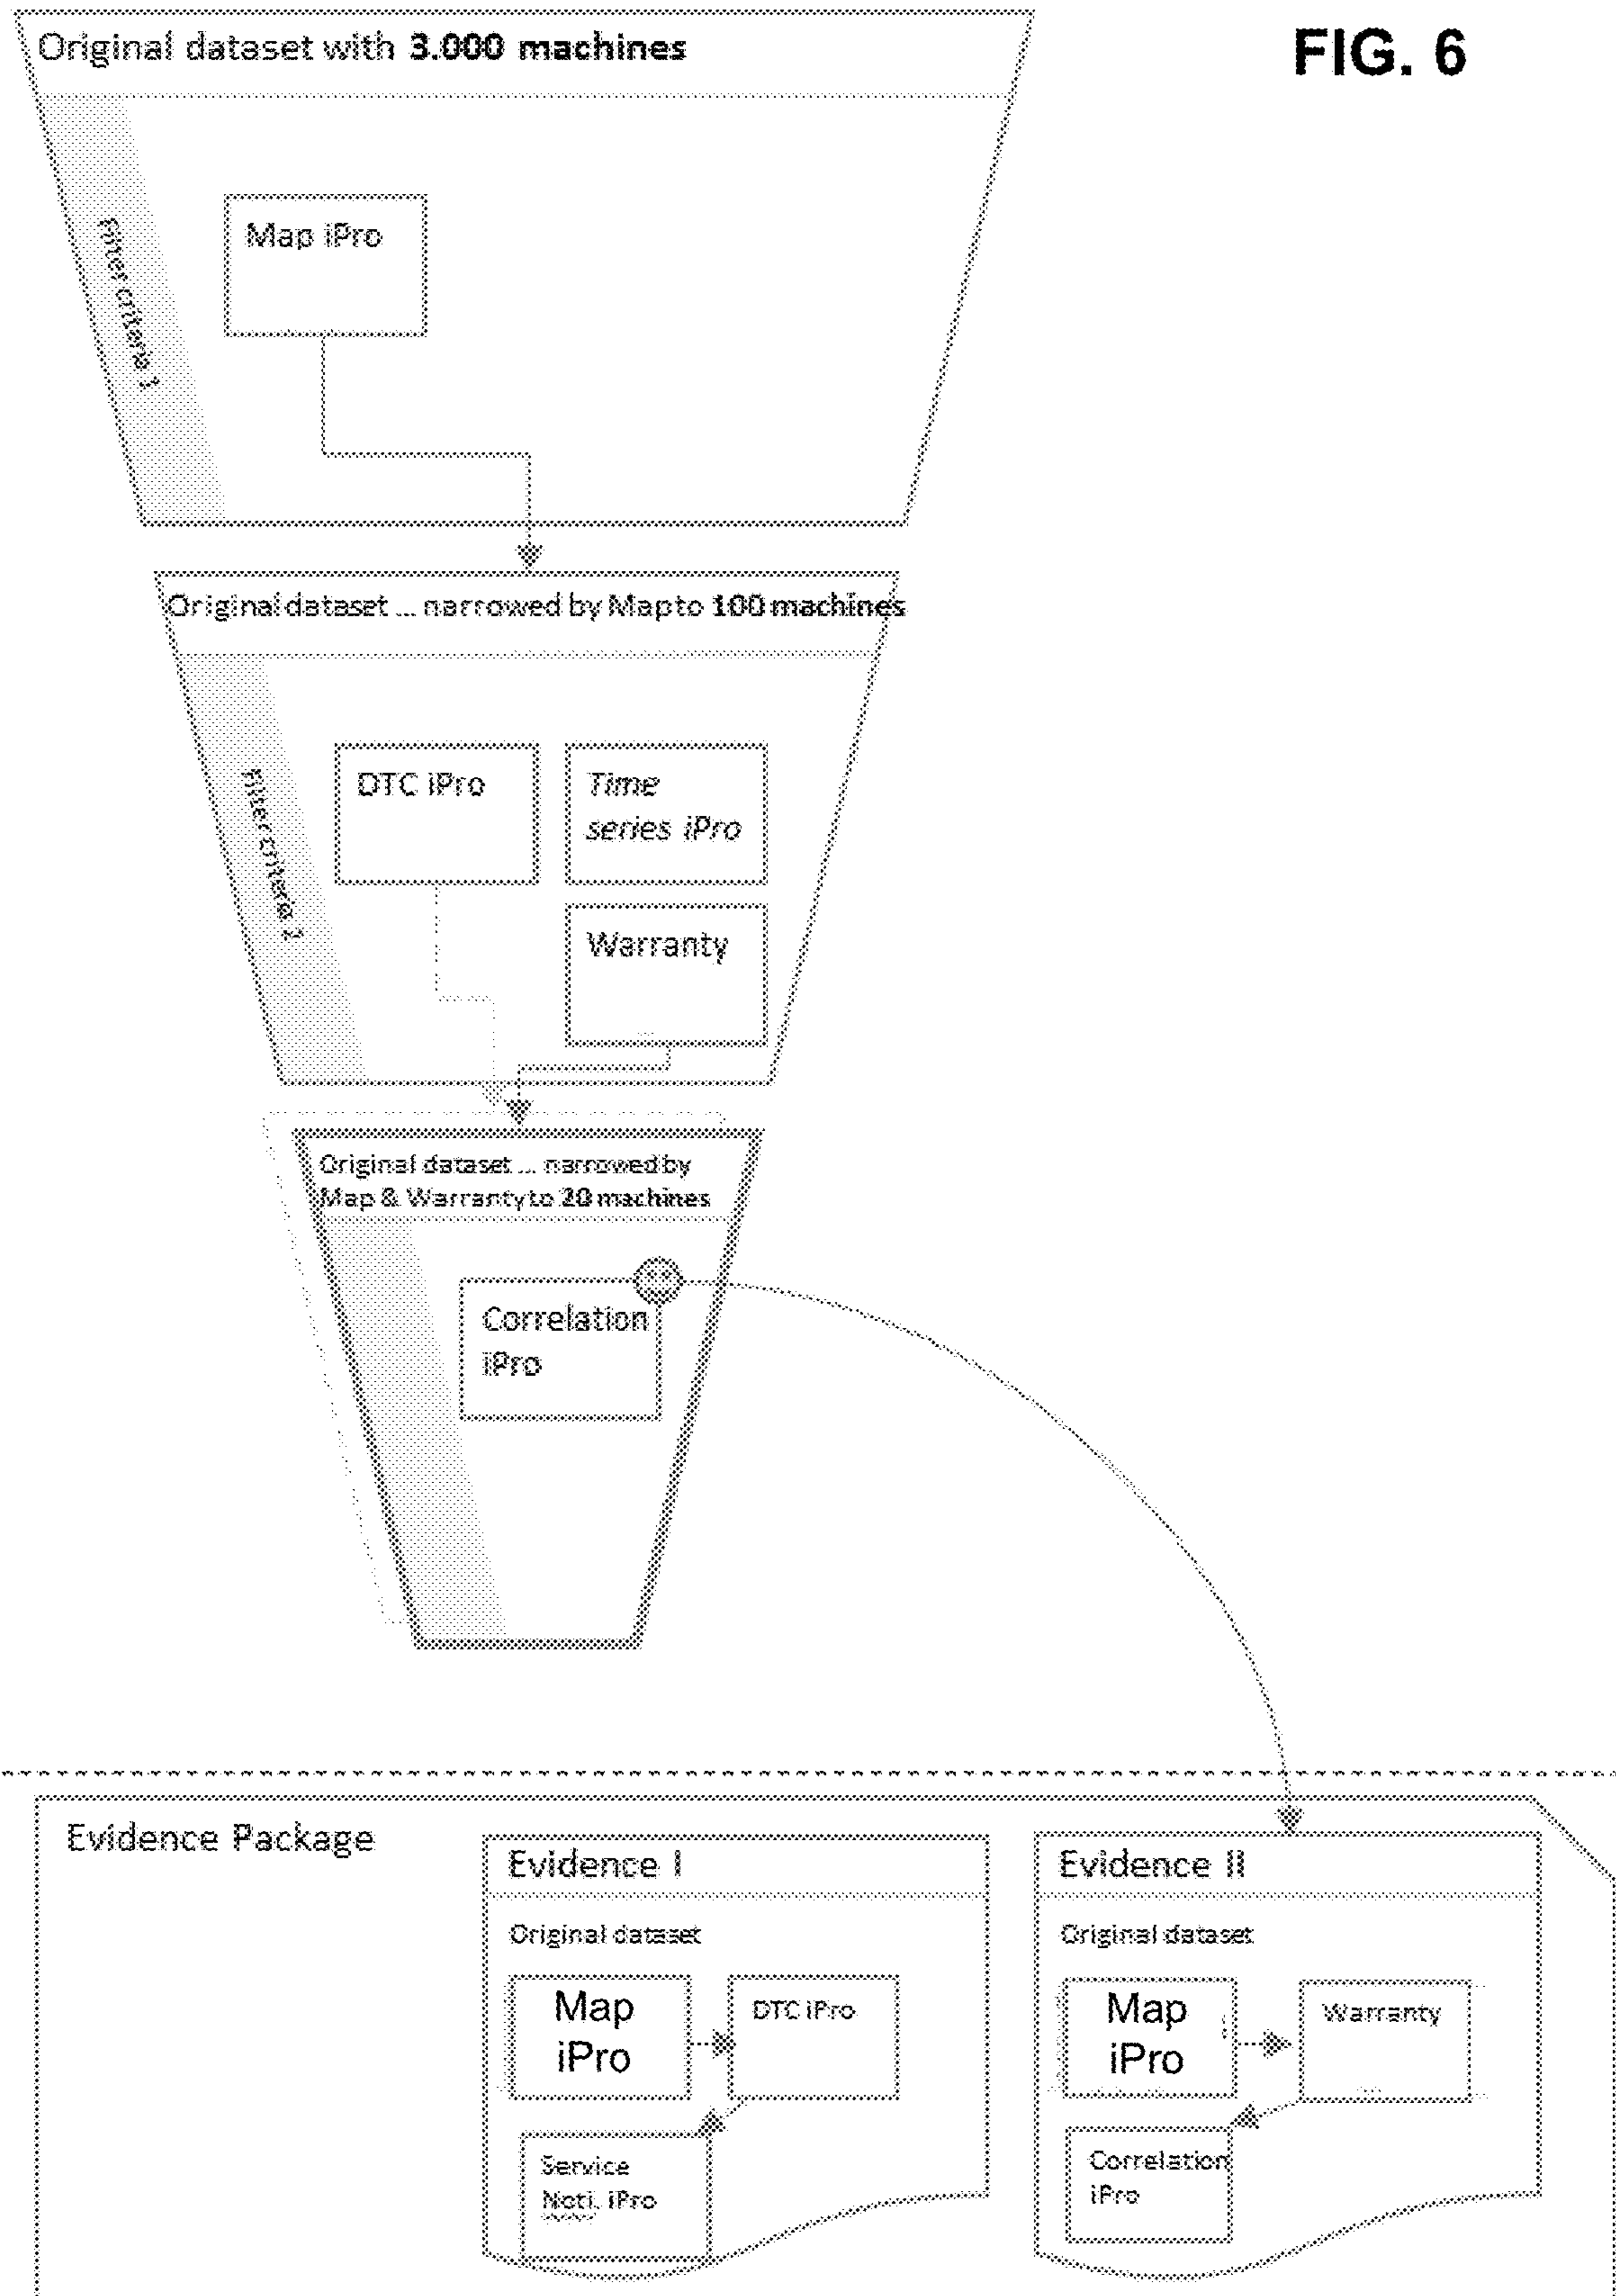 FIG. 6
Original dataset with 3.000 machines
Filter criteria 1
Map iPro
Original dataset ... narrowed by Map to 100 machines
Filter criteria 2
DTC iPro
Time
series iPro
Warranty
...
Original dataset ... narrowed by
Map & Warranty to 20 machines
Correlation
iPro
Evidence Package
Evidence I
Original dataset
Map
iPro
DTC iPro
Service
Noti. iPro
Evidence II
Original dataset
Map
iPro
Warranty
...
Correlation
iPro